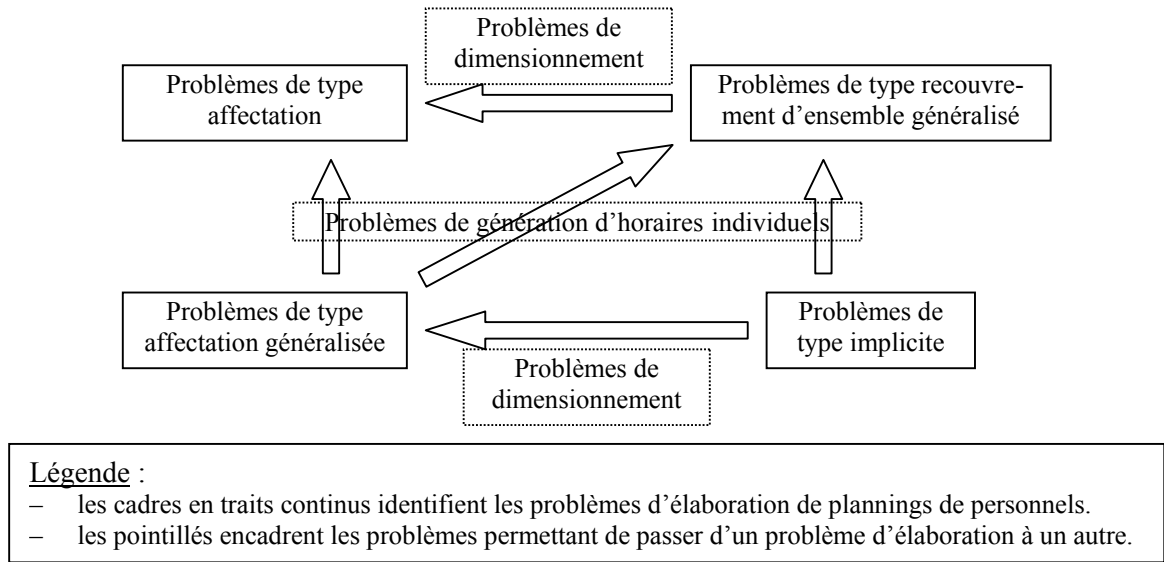 Problèmes de
dimensionnement
Problèmes de type
affectation
Problèmes de type recouvre-
ment d’ensemble généralisé
Problèmes de génération d’horaires individuels
Problèmes de type
affectation généralisée
Problèmes de
type implicite
Problèmes de
dimensionnement
Légende :
– les cadres en traits continus identifient les problèmes d’élaboration de plannings de personnels.
– les pointillés encadrent les problèmes permettant de passer d’un problème d’élaboration à un autre.